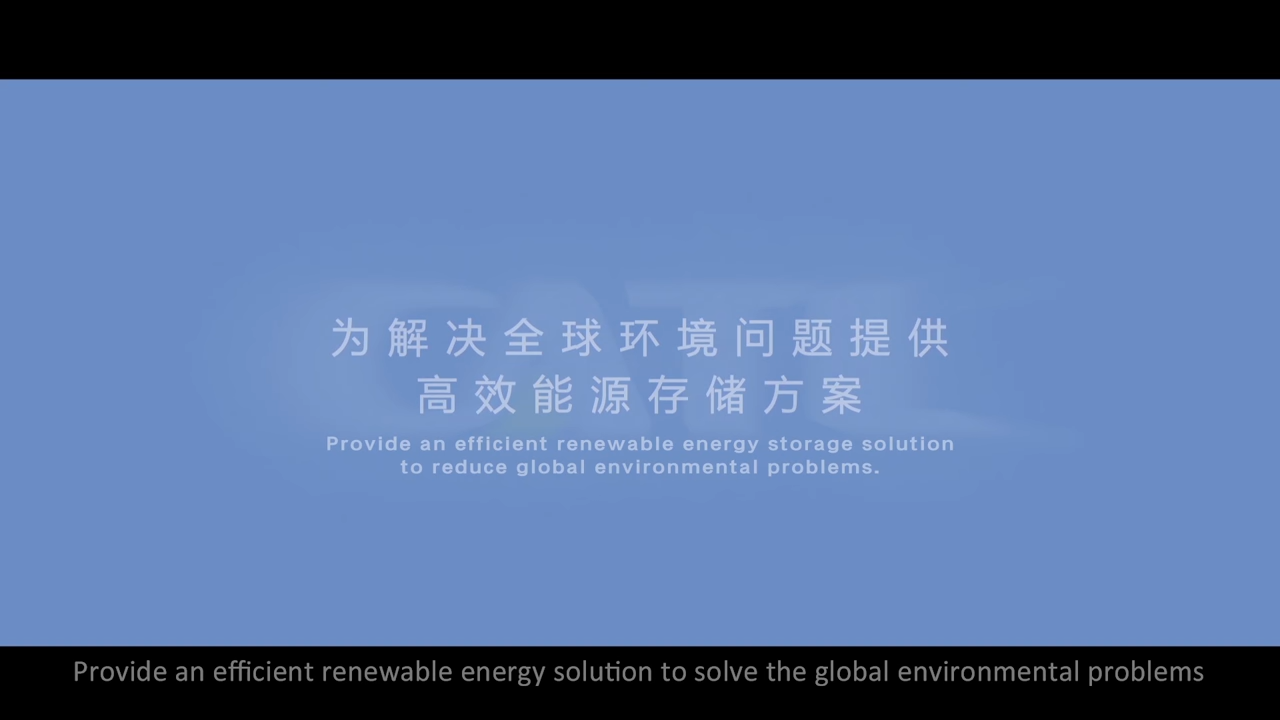 CATL
为解决全球环境问题提供
高效能源存储方案
Provide an efficient renewable energy storage solution
to reduce global environmental problems.
Provide an efficient renewable energy solution to solve the global environmental problems